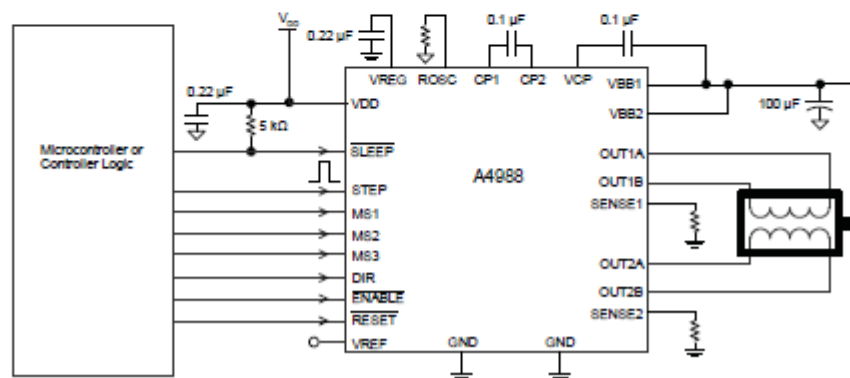 V_DD
0.22 µF
0.1 µF
0.1 µF
VREG ROSC CP1 CP2 VCP
VBB1
0.22 µF
VDD
5 kΩ
100 µF
VBB2
Microcontroller or
Controller Logic
SLEEP
OUT1A
A4988
OUT1B
STEP
SENSE1
MS1
MS2
MS3
OUT2A
DIR
ENABLE
OUT2B
RESET
SENSE2
VREF
GND GND